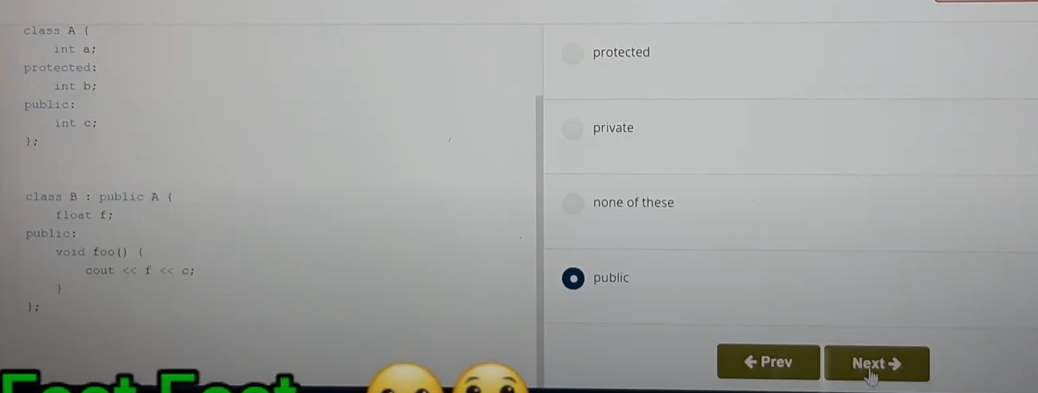 class A {
int a;
protected:
int b;
public:
int c;
};
class B : public A {
float f;
public:
void foo() {
cout << f << c;
}
};
protected
private
none of these
public
← Prev
Next →